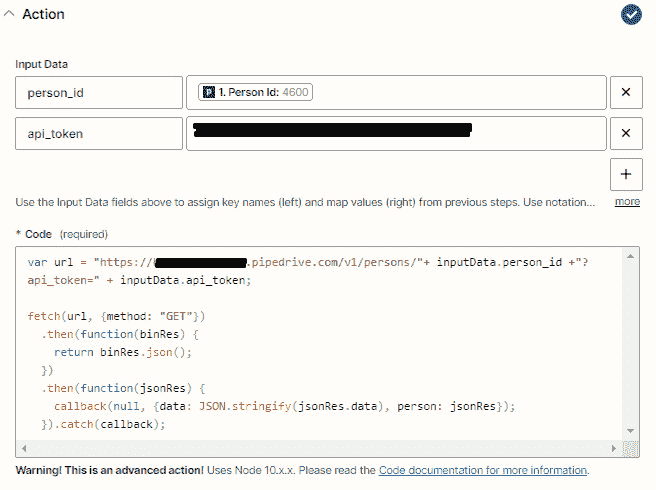 Action
Input Data
person_id
1. Person Id: 4600
api_token
Use the Input Data fields above to assign key names (left) and map values (right) from previous steps. Use notation... more
* Code (required)
var url = "https://            .pipedrive.com/v1/persons/"+ inputData.person_id +"?
api_token=" + inputData.api_token;
fetch(url, {method: "GET"})
.then(function(binRes) {
return binRes.json();
})
.then(function(jsonRes) {
callback(null, {data: JSON.stringify(jsonRes.data), person: jsonRes});
}).catch(callback);
Warning! This is an advanced action! Uses Node 10.x.x. Please read the Code documentation for more information.